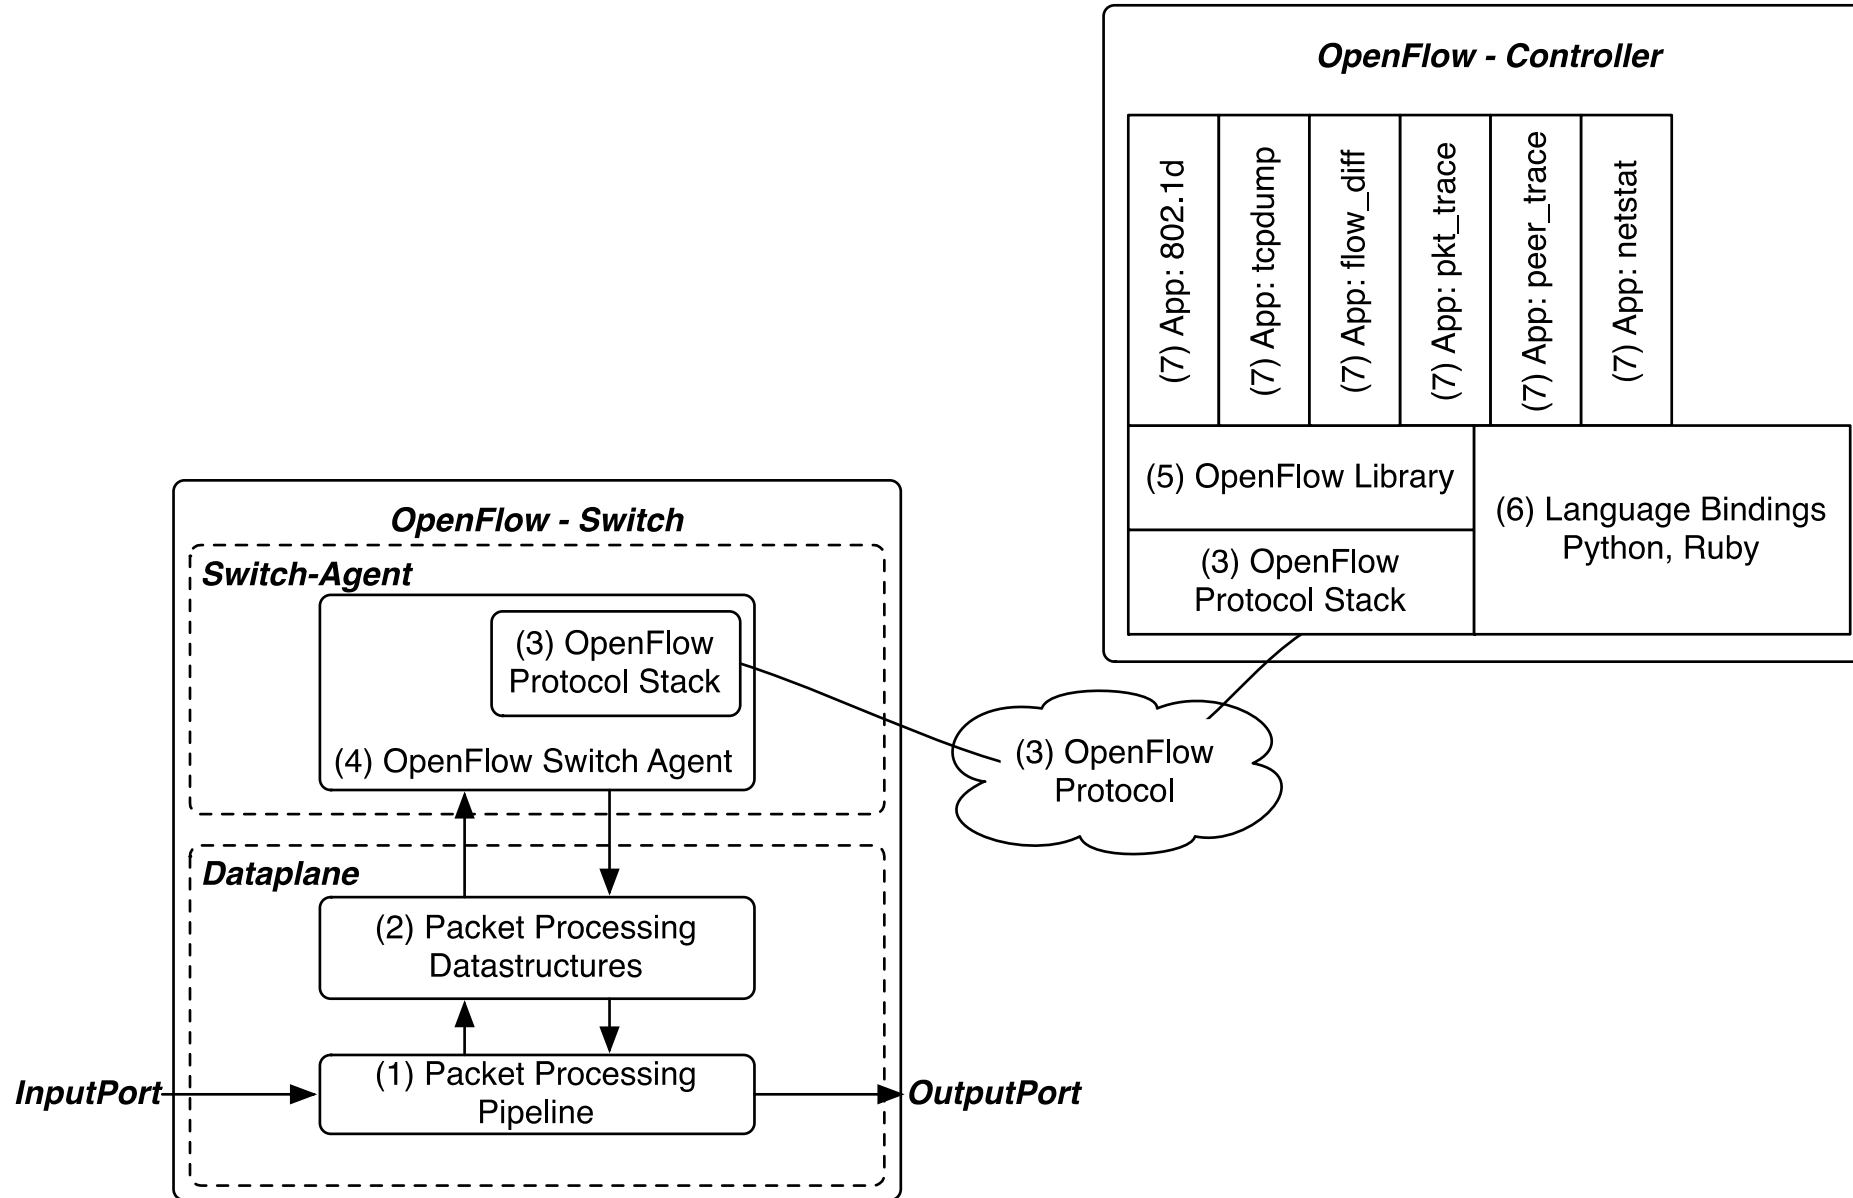 OpenFlow - Controller
(7) App: 802.1d
(7) App: tcpdump
(7) App: flow_diff
(7) App: pkt_trace
(7) App: peer_trace
(7) App: netstat
(5) OpenFlow Library
(6) Language Bindings
Python, Ruby
(3) OpenFlow
Protocol Stack
OpenFlow - Switch
Switch-Agent
(3) OpenFlow
Protocol Stack
(4) OpenFlow Switch Agent
(3) OpenFlow
Protocol
Dataplane
(2) Packet Processing
Datastructures
(1) Packet Processing
Pipeline
InputPort
OutputPort